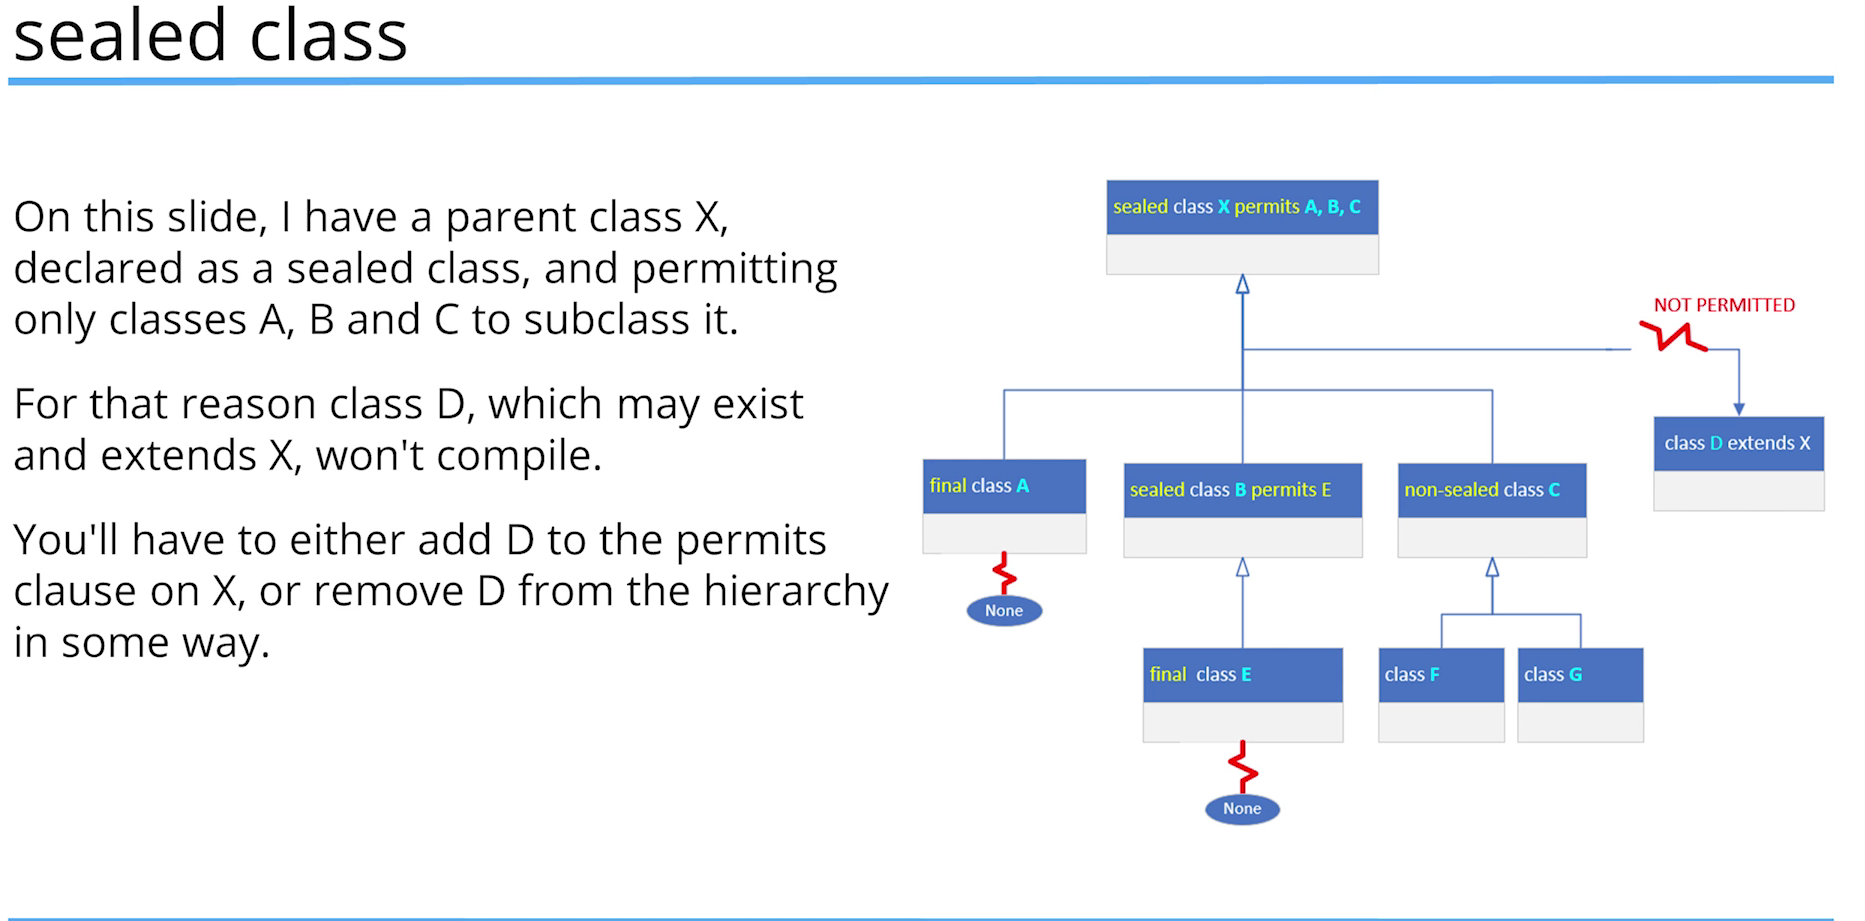 sealed class
On this slide, I have a parent class X,
declared as a sealed class, and permitting
only classes A, B and C to subclass it.
For that reason class D, which may exist
and extends X, won't compile.
You'll have to either add D to the permits
clause on X, or remove D from the hierarchy
in some way.
sealed class X permits A, B, C
NOT PERMITTED
class D extends X
final class A
sealed class B permits E
non-sealed class C
None
final class E
class F
class G
None